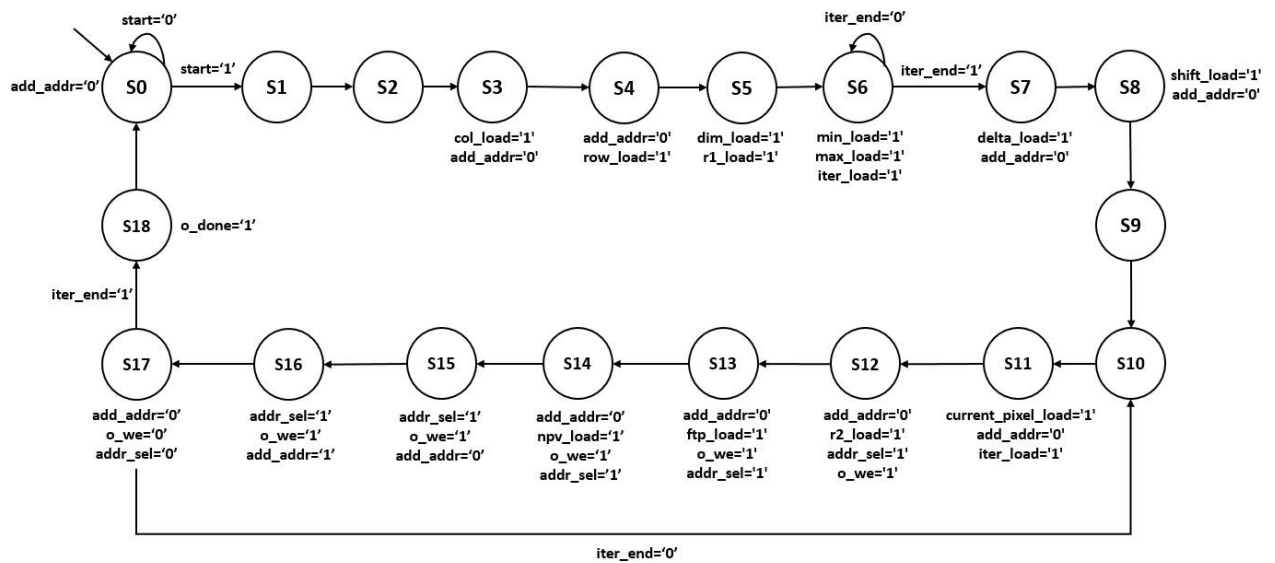 start=‘0’
iter_end=‘0’
add_addr=‘0’
S0
start=‘1’
S1
S2
S3
S4
S5
S6
iter_end=‘1’
S7
S8
shift_load='1'
add_addr='0'
col_load='1'
add_addr='0'
add_addr='0'
row_load='1'
dim_load='1'
r1_load='1'
min_load='1'
max_load='1'
iter_load='1'
delta_load='1'
add_addr='0'
S18
o_done=‘1’
S9
iter_end=‘1’
S17
S16
S15
S14
S13
S12
S11
S10
add_addr=‘0’
o_we=‘0’
addr_sel=‘0’
addr_sel=‘1’
o_we=‘1’
add_addr=‘1’
addr_sel=‘1’
o_we=‘1’
add_addr=‘0’
add_addr=‘0’
npv_load=‘1’
o_we=‘1’
addr_sel=‘1’
add_addr='0'
ftp_load='1'
o_we='1'
addr_sel='1'
add_addr='0'
r2_load='1'
addr_sel='1'
o_we='1'
current_pixel_load='1'
add_addr='0'
iter_load='1'
iter_end=‘0’